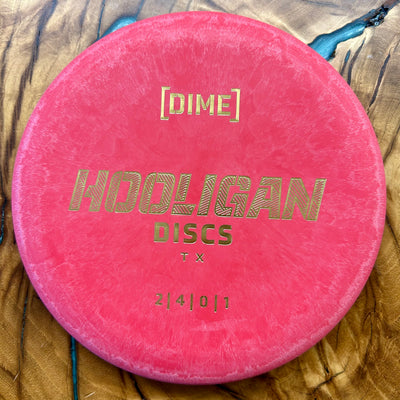 [DIME]
HOOLIGAN
DISCS
TX
2|4|0|1